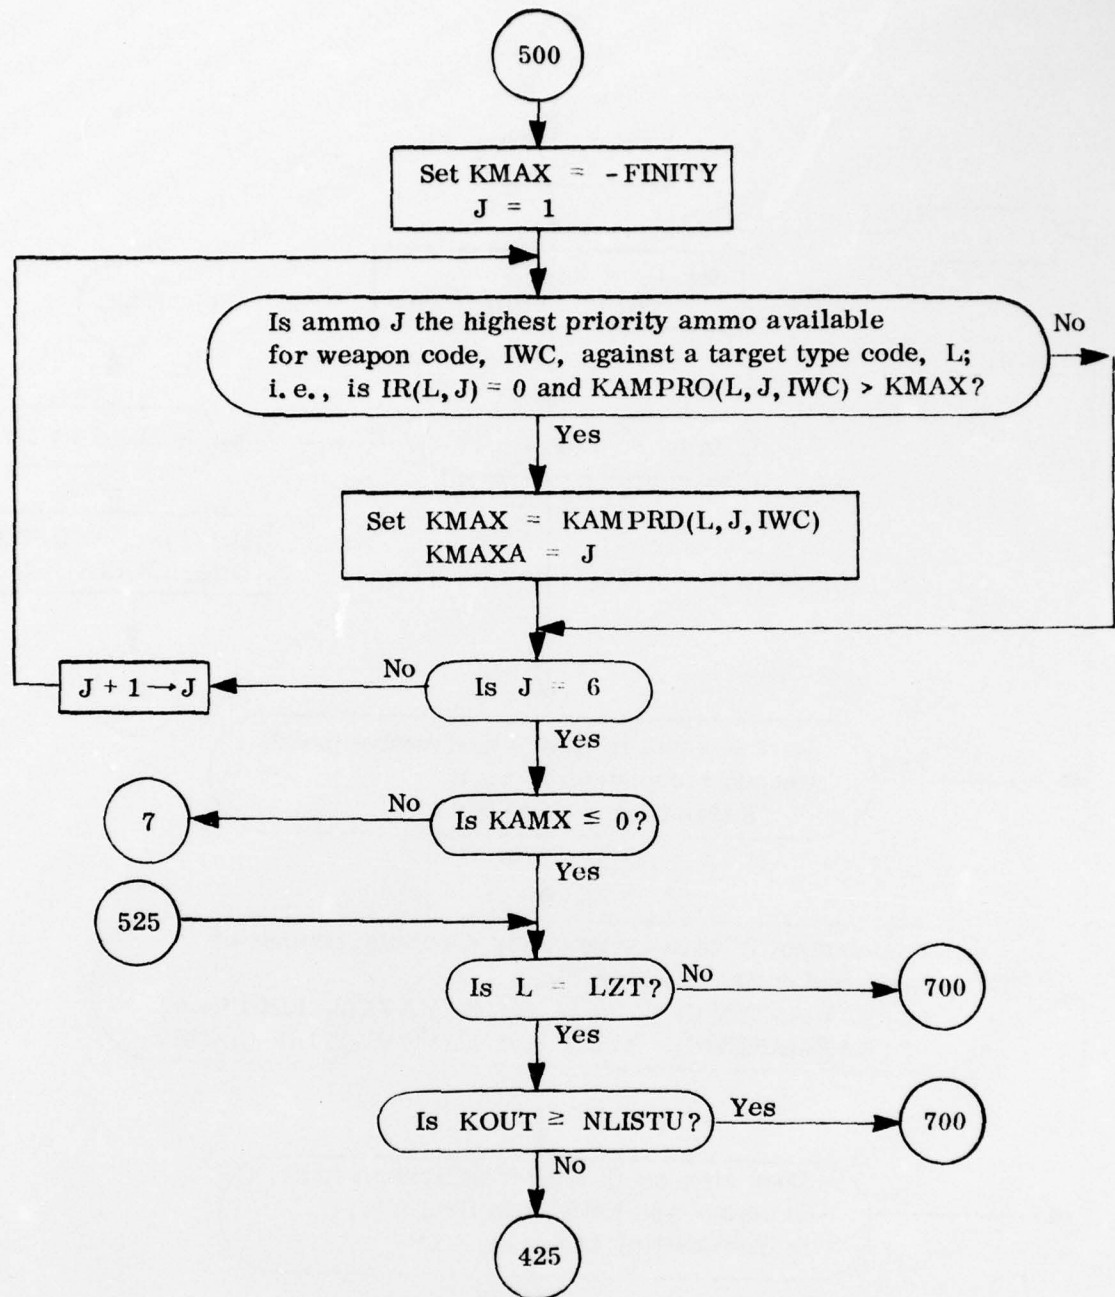 500
Set KMAX = -FINITY
J = 1
Is ammo J the highest priority ammo available
for weapon code, IWC, against a target type code, L;
i.e., is IR(L,J) = 0 and KAMPRO(L,J,IWC) > KMAX?
No
Yes
Set KMAX = KAMPRD(L,J,IWC)
KMAXA = J
J + 1 → J
No
Is J = 6
Yes
7
No
Is KAMX ≤ 0?
Yes
525
Is L = LZT?
No
700
Yes
Is KOUT ≥ NLISTU?
Yes
700
No
425